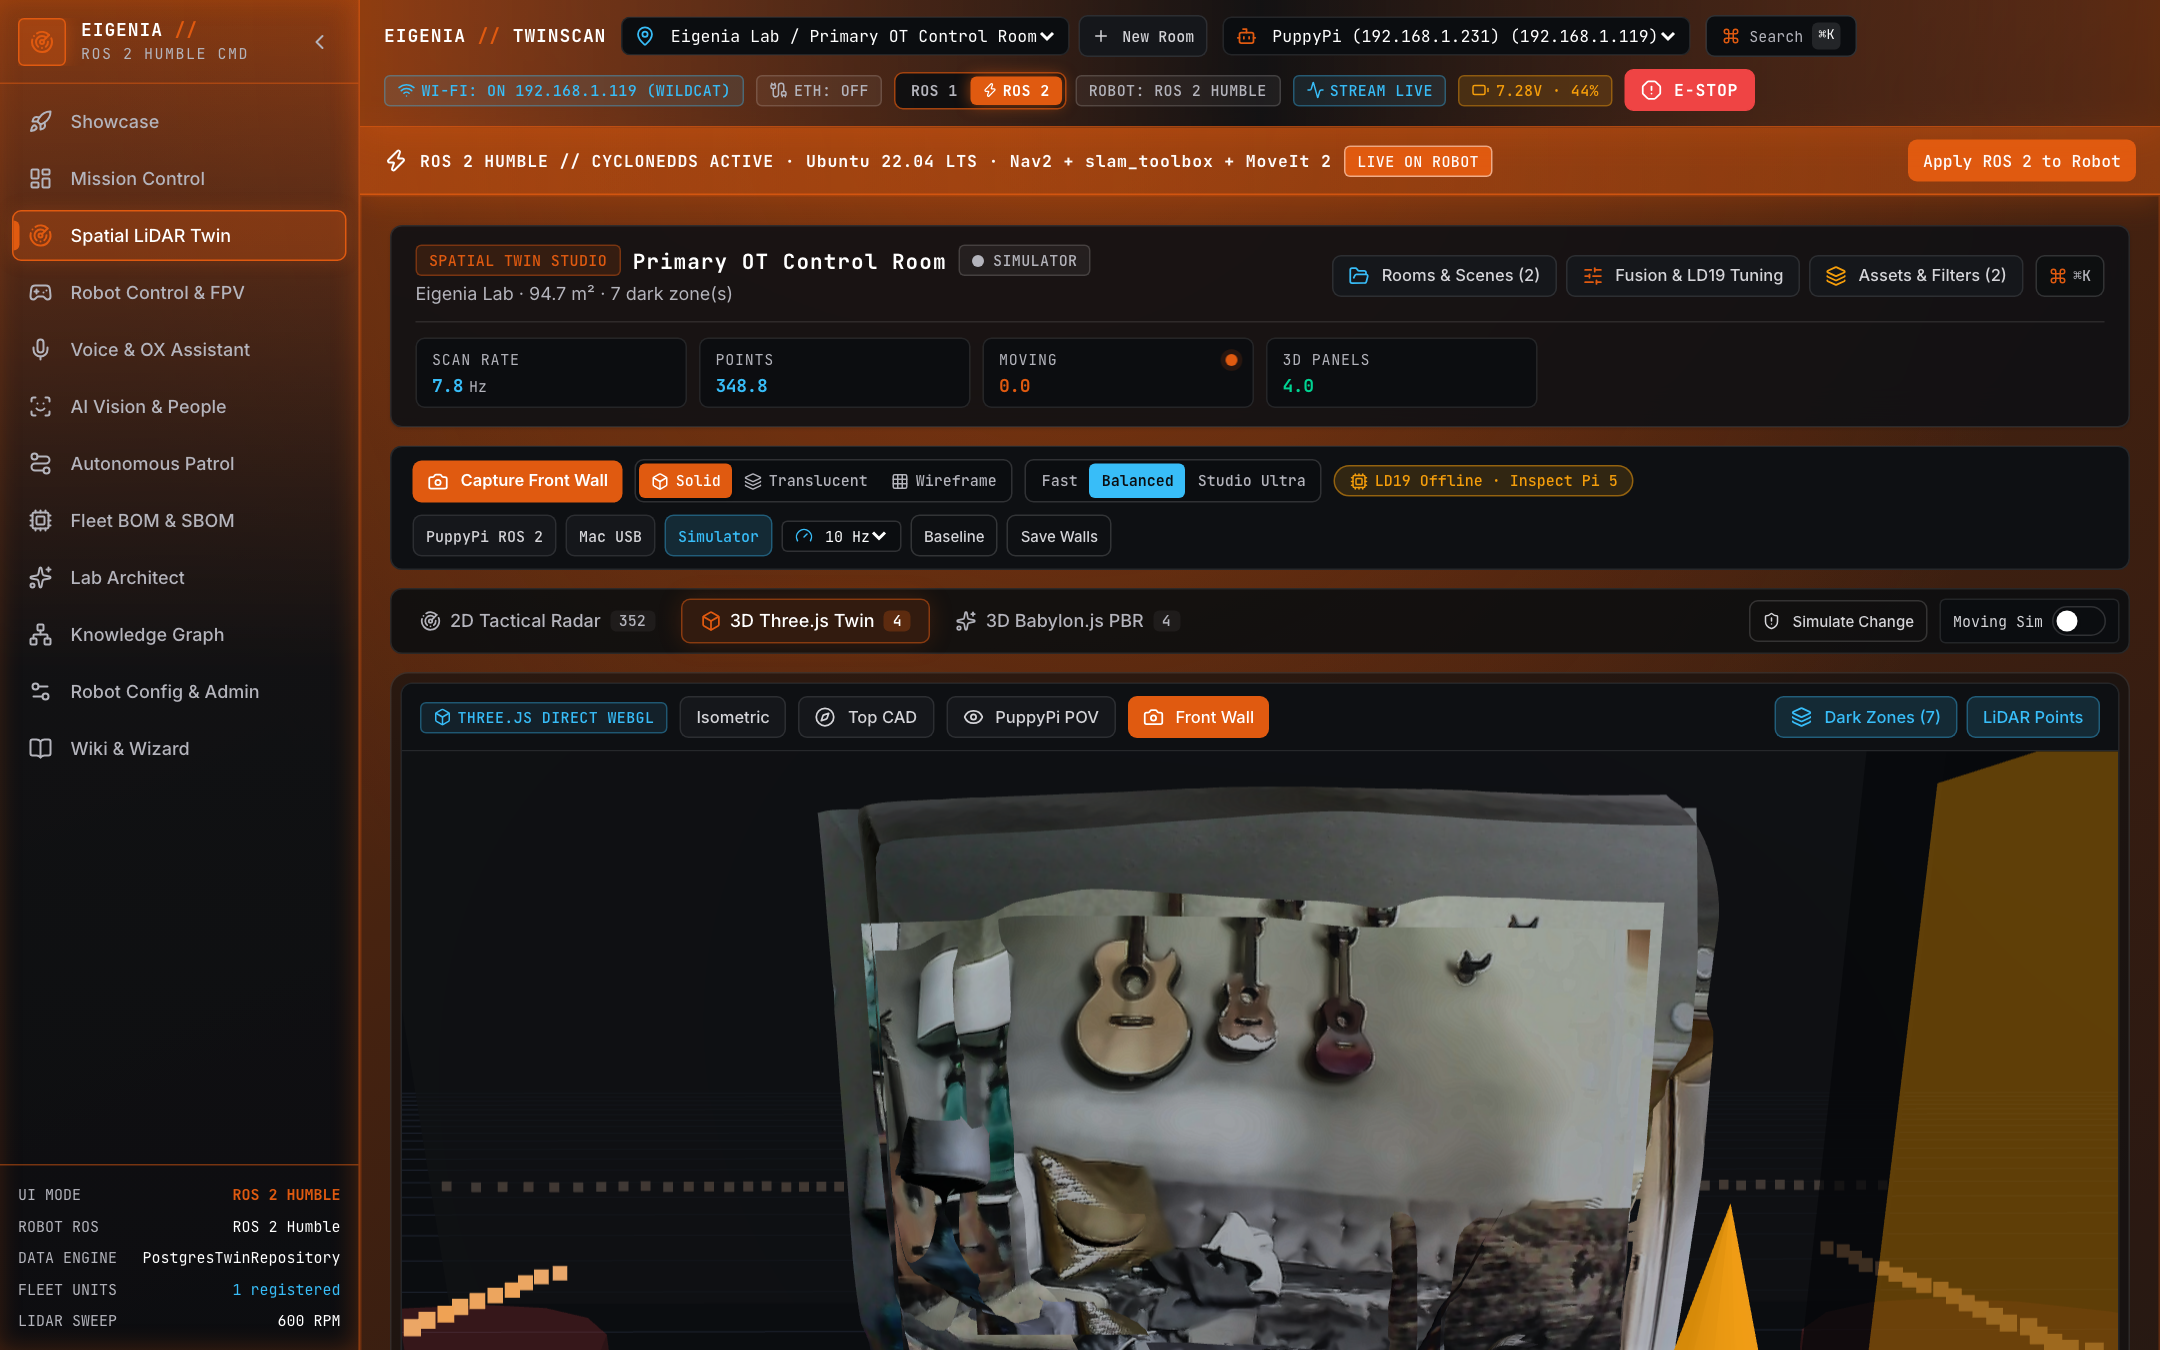 EIGENIA //
ROS 2 HUMBLE CMD
Showcase
Mission Control
Spatial LiDAR Twin
Robot Control & FPV
Voice & OX Assistant
AI Vision & People
Autonomous Patrol
Fleet BOM & SBOM
Lab Architect
Knowledge Graph
Robot Config & Admin
Wiki & Wizard
UI MODE ROS 2 HUMBLE
ROBOT ROS ROS 2 Humble
DATA ENGINE PostgresTwinRepository
FLEET UNITS 1 registered
LIDAR SWEEP 600 RPM
EIGENIA // TWINSCAN Eigenia Lab / Primary OT Control Room + New Room PuppyPi (192.168.1.231) (192.168.1.119) Search ⌘K
WI-FI: ON 192.168.1.119 (WILDCAT) ETH: OFF ROS 1 ROS 2 ROBOT: ROS 2 HUMBLE STREAM LIVE 7.28V · 44% E-STOP
ROS 2 HUMBLE // CYCLONEDDS ACTIVE · Ubuntu 22.04 LTS · Nav2 + slam_toolbox + MoveIt 2 LIVE ON ROBOT Apply ROS 2 to Robot
SPATIAL TWIN STUDIO Primary OT Control Room SIMULATOR
Eigenia Lab · 94.7 m² · 7 dark zone(s)
Rooms & Scenes (2) Fusion & LD19 Tuning Assets & Filters (2) ⌘K
SCAN RATE POINTS MOVING 3D PANELS
7.8 Hz 348.8 0.0 4.0
Capture Front Wall Solid Translucent Wireframe Fast Balanced Studio Ultra LD19 Offline · Inspect Pi 5
PuppyPi ROS 2 Mac USB Simulator 10 Hz Baseline Save Walls
2D Tactical Radar 352 3D Three.js Twin 4 3D Babylon.js PBR 4 Simulate Change Moving Sim
THREE.JS DIRECT WEBGL Isometric Top CAD PuppyPi POV Front Wall Dark Zones (7) LiDAR Points